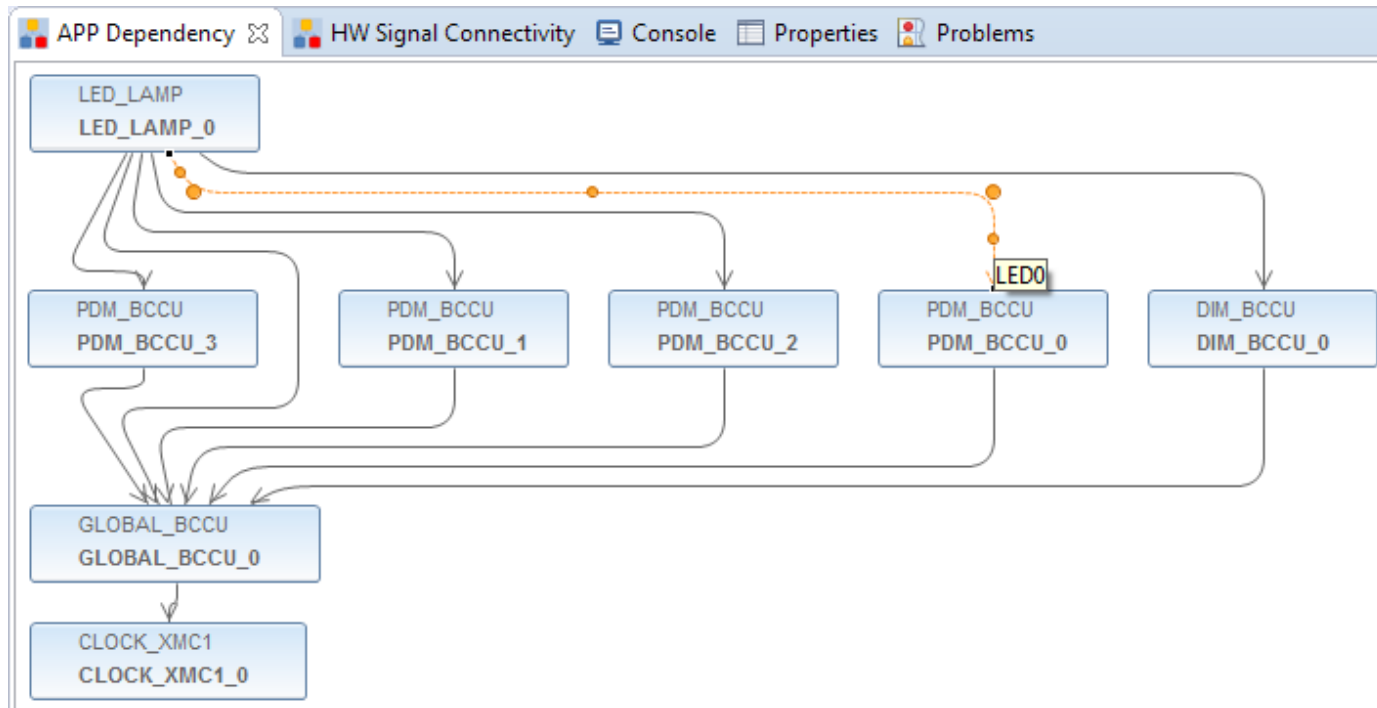 APP Dependency HW Signal Connectivity Console Properties Problems
LED_LAMP
LED_LAMP_0
LED0
PDM_BCCU
PDM_BCCU_3
PDM_BCCU
PDM_BCCU_1
PDM_BCCU
PDM_BCCU_2
PDM_BCCU
PDM_BCCU_0
DIM_BCCU
DIM_BCCU_0
GLOBAL_BCCU
GLOBAL_BCCU_0
CLOCK_XMC1
CLOCK_XMC1_0